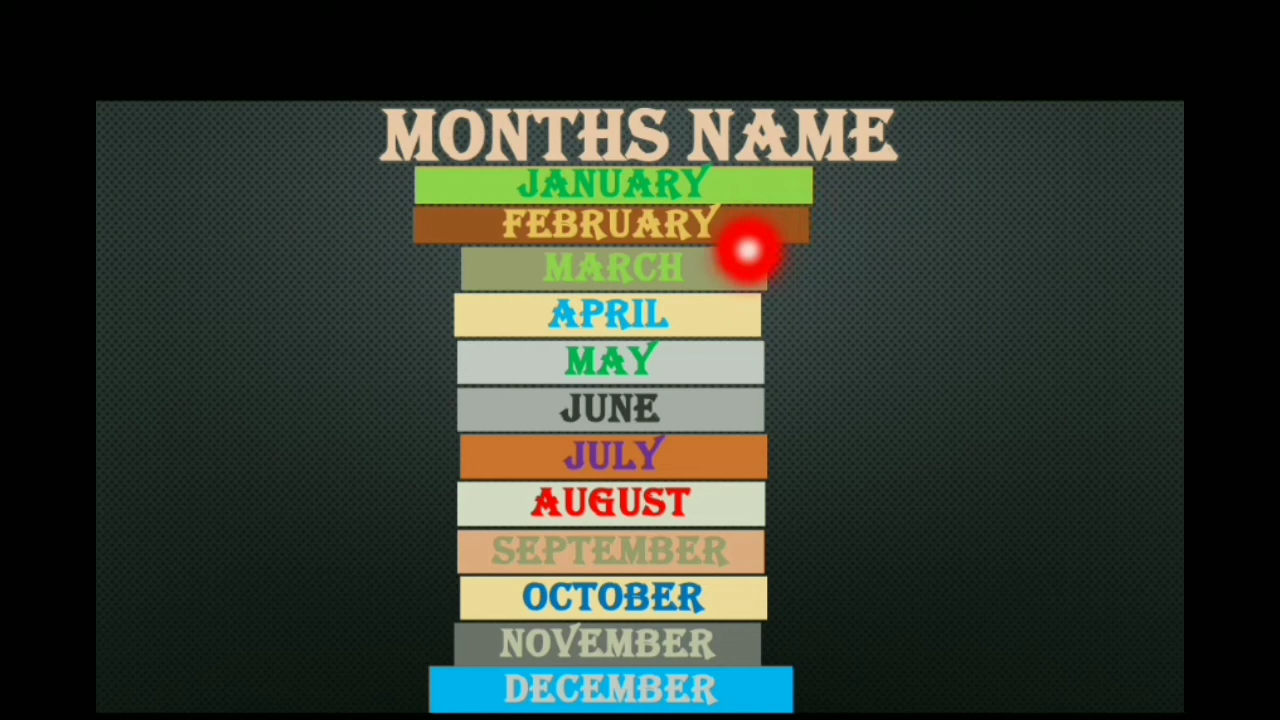 MONTHS NAME
JANUARY
FEBRUARY
MARCH
APRIL
MAY
JUNE
JULY
AUGUST
SEPTEMBER
OCTOBER
NOVEMBER
DECEMBER